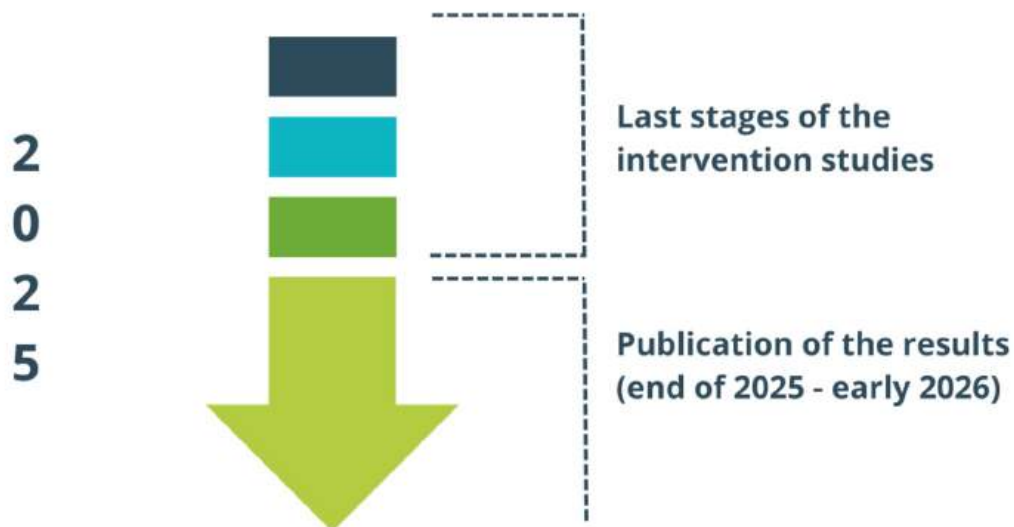 2
0
2
5
Last stages of the
intervention studies
Publication of the results
(end of 2025 - early 2026)